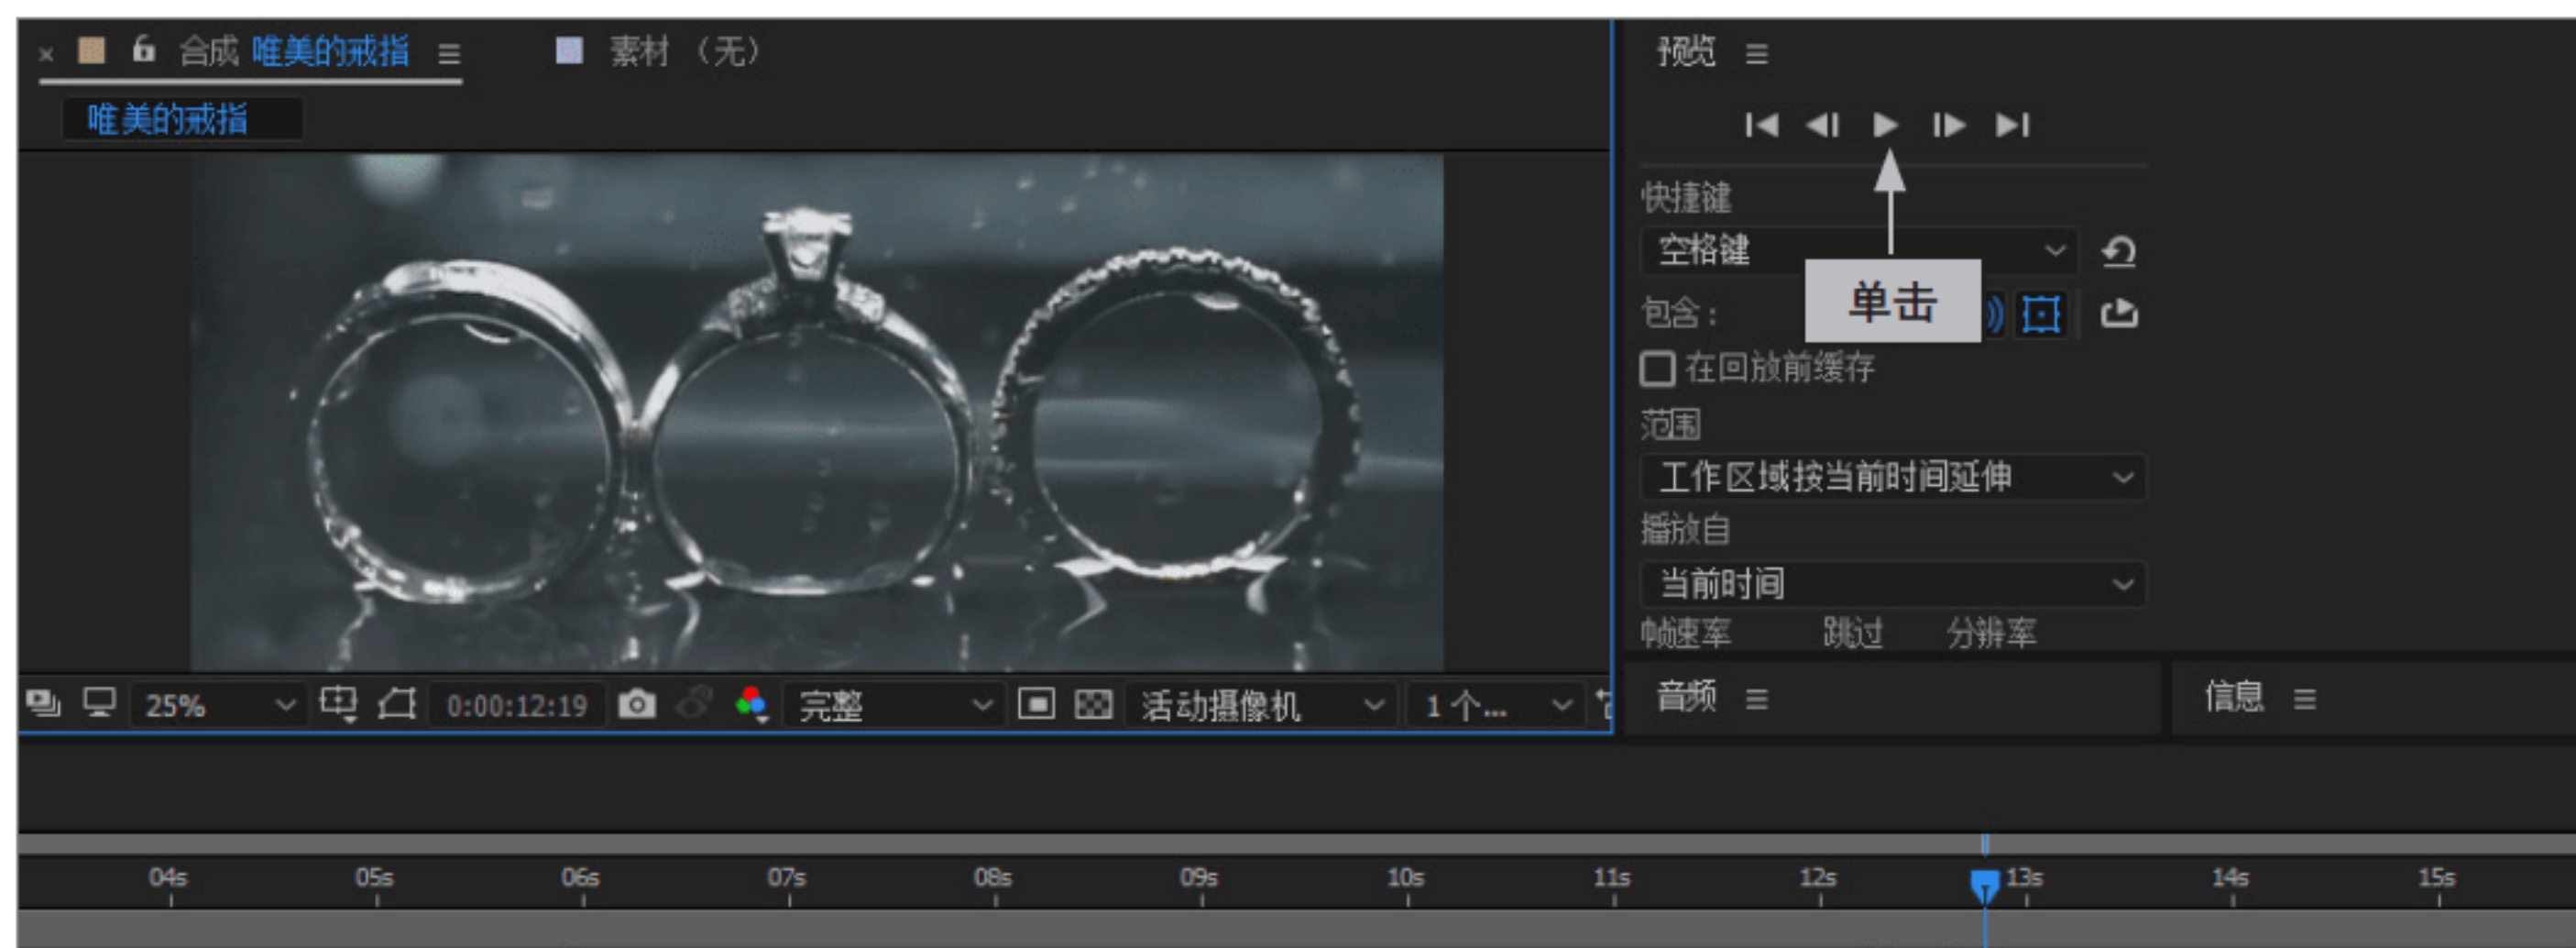 合成 唯美的戒指
素材 （无）
唯美的戒指
预览
快捷键
空格键
单击
包含：
在回放前缓存
范围
工作区域按当前时间延伸
播放自
当前时间
帧速率 跳过 分辨率
25% 0:00:12:19 完整 活动摄像机 1 个...
音频
信息
04s 05s 06s 07s 08s 09s 10s 11s 12s 13s 14s 15s